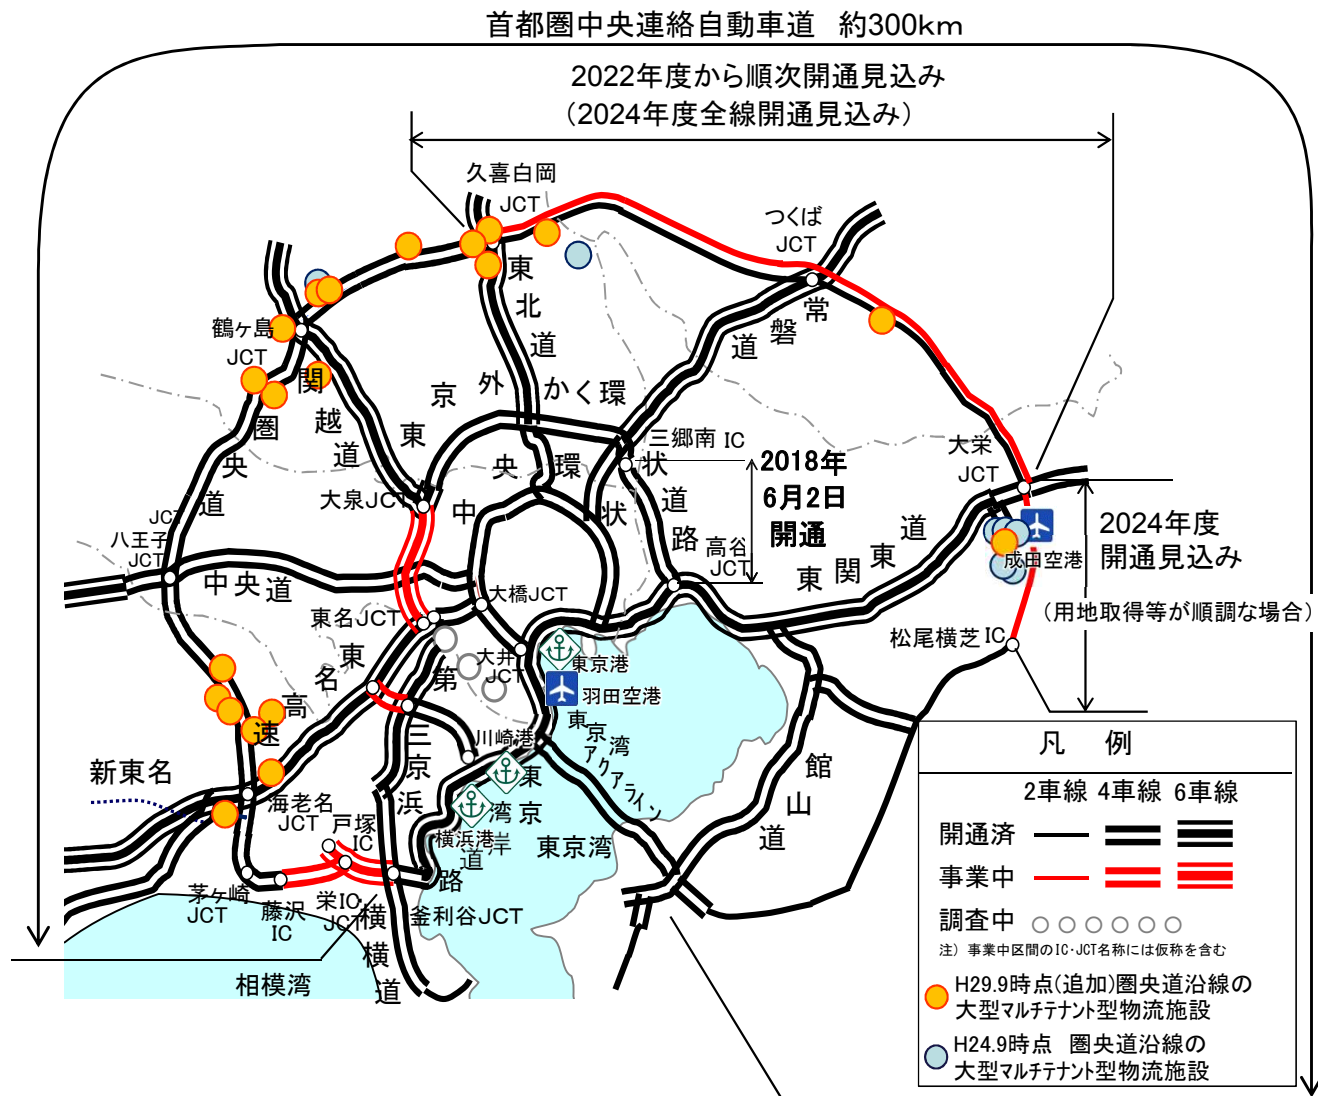 首都圏中央連絡自動車道　約300km
2022年度から順次開通見込み
（2024年度全線開通見込み）
久喜白岡
JCT
つくば
JCT
東北道
常磐道
鶴ヶ島
JCT
関越道
東京外かく環状道路
圏央道
三郷南 IC
大栄
JCT
2018年
6月2日
開通
中央環状
大泉JCT
JCT
八王子
JCT
中央道
高谷
JCT
東関東道
成田空港
2024年度
開通見込み
（用地取得等が順調な場合）
大橋JCT
東名JCT
松尾横芝 IC
大井
JCT
東京港
羽田空港
東名高速
第三京浜
川崎港
東京湾アクアライン
新東名
海老名
JCT
戸塚
IC
横浜港
東京湾岸道路
東京湾
館山道
茅ヶ崎
JCT
藤沢
IC
栄IC・
JCT
釜利谷JCT
横横道
相模湾
凡　例
2車線 4車線 6車線
開通済
事業中
調査中
注）事業中区間のIC・JCT名称には仮称を含む
H29.9時点(追加)圏央道沿線の
大型マルチテナント型物流施設
H24.9時点　圏央道沿線の
大型マルチテナント型物流施設